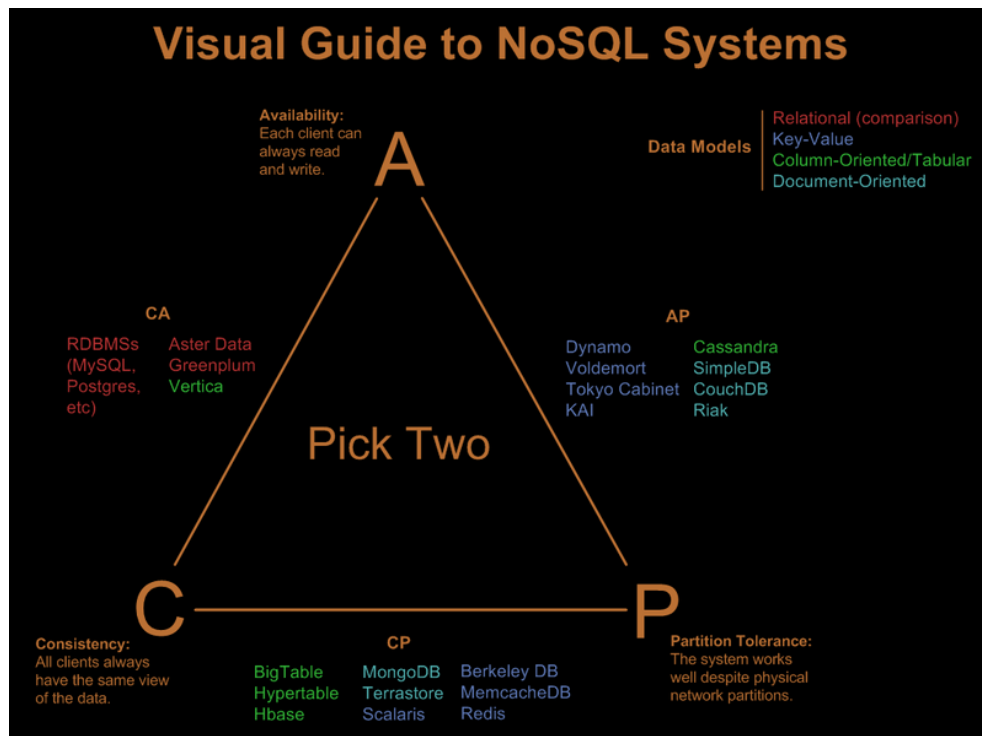 Visual Guide to NoSQL Systems
Availability:
Each client can
always read
and write.
A
Data Models
Relational (comparison)
Key-Value
Column-Oriented/Tabular
Document-Oriented
CA
RDBMSs
(MySQL,
Postgres,
etc)
Aster Data
Greenplum
Vertica
AP
Dynamo
Voldemort
Tokyo Cabinet
KAI
Cassandra
SimpleDB
CouchDB
Riak
Pick Two
C
P
Consistency:
All clients always
have the same view
of the data.
CP
BigTable
Hypertable
Hbase
MongoDB
Terrastore
Scalaris
Berkeley DB
MemcacheDB
Redis
Partition Tolerance:
The system works
well despite physical
network partitions.